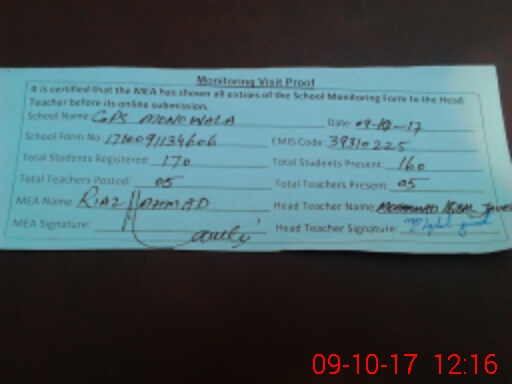 Monitoring Visit Proof
It is certified that the MEA has shown all entries of the School Monitoring Form to the Head
Teacher before its online submission.
School Name GPS MONOWALA Date: 09-10-17
School Form No: EMIS Code: 39310225
Total Students Registered: 170 Total Students Present: 160
Total Teachers Posted: 05 Total Teachers Present: 05
MEA Name: RIAZ AHMAD Head Teacher Name:
MEA Signature: Head Teacher Signature:
09-10-17 12:16